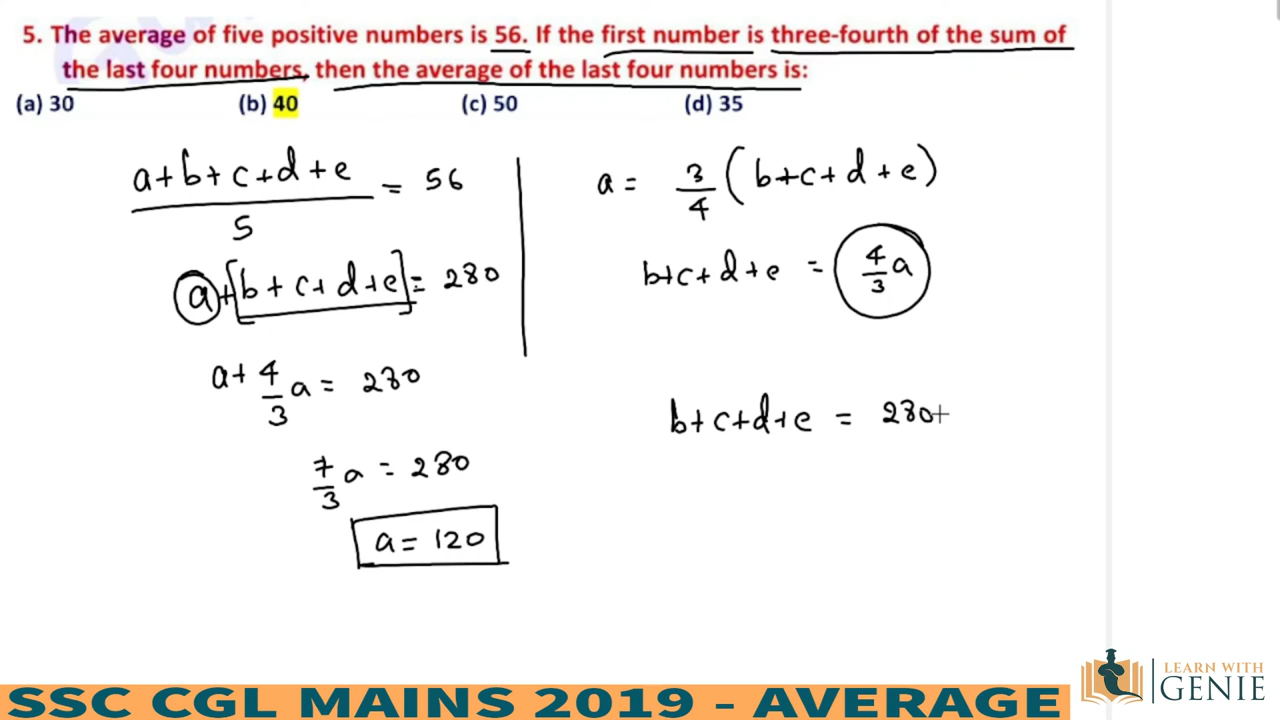 5. The average of five positive numbers is 56. If the first number is three-fourth of the sum of
the last four numbers, then the average of the last four numbers is:
(a) 30 (b) 40 (c) 50 (d) 35
a+b+c+d+e / 5 = 56
a+[b+c+d+e] = 280
a+ 4/3 a = 280
7/3 a = 280
a = 120
a = 3/4 (b+c+d+e)
b+c+d+e = 4/3 a
b+c+d+e = 280+
SSC CGL MAINS 2019 - AVERAGE
LEARN WITH
GENIE